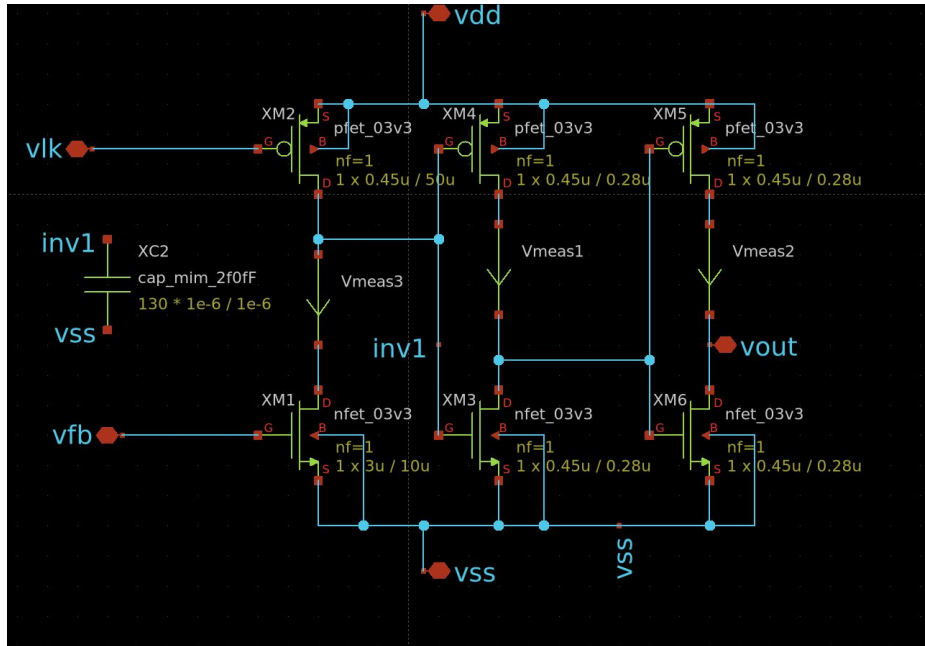 vdd
XM2
S
pfet_03v3
G
B
nf=1
1 x 0.45u / 50u
D
XM4
S
pfet_03v3
G
B
nf=1
1 x 0.45u / 0.28u
D
XM5
S
pfet_03v3
G
B
nf=1
1 x 0.45u / 0.28u
D
vlk
inv1
XC2
cap_mim_2f0fF
130 * 1e-6 / 1e-6
vss
Vmeas3
Vmeas1
Vmeas2
inv1
vout
XM1
D
nfet_03v3
G
B
nf=1
1 x 3u / 10u
S
XM3
D
nfet_03v3
G
B
nf=1
1 x 0.45u / 0.28u
S
XM6
D
nfet_03v3
G
B
nf=1
1 x 0.45u / 0.28u
S
vfb
vss
vss